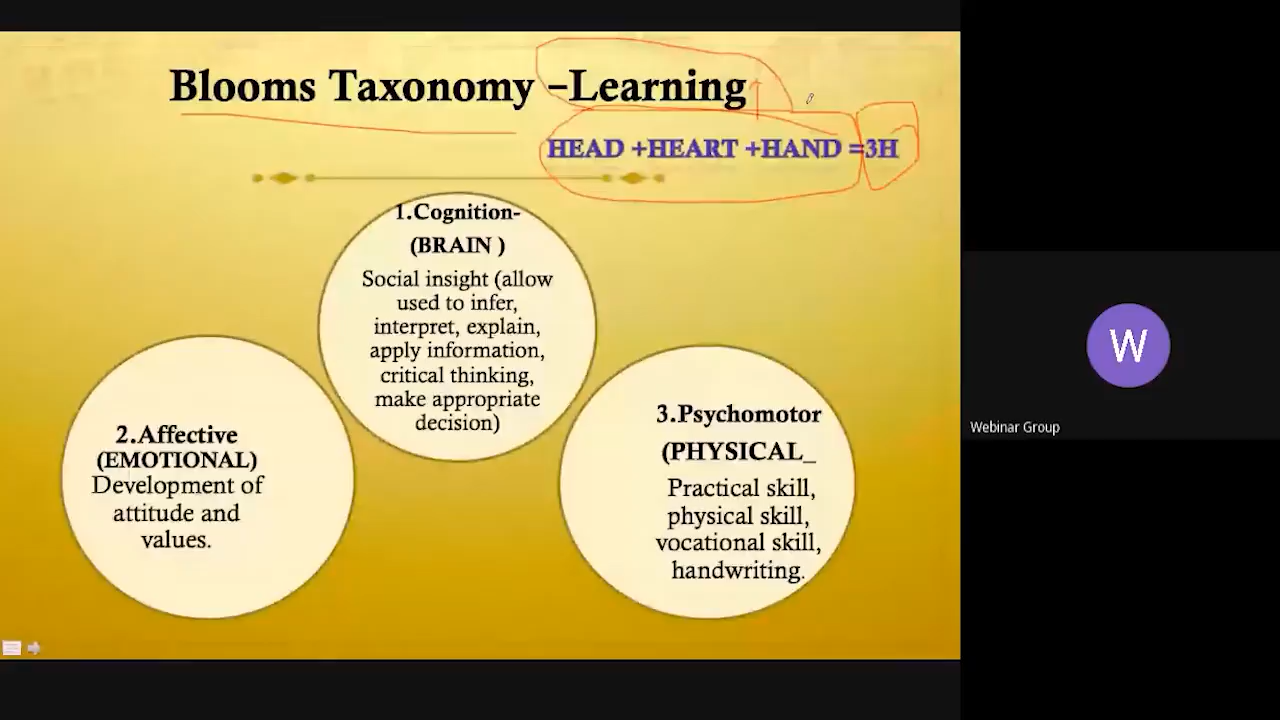 Blooms Taxonomy –Learning
HEAD +HEART +HAND =3H
1.Cognition-
(BRAIN )
Social insight (allow
used to infer,
interpret, explain,
apply information,
critical thinking,
make appropriate
decision)
2.Affective
(EMOTIONAL)
Development of
attitude and
values.
3.Psychomotor
(PHYSICAL_
Practical skill,
physical skill,
vocational skill,
handwriting.
W
Webinar Group